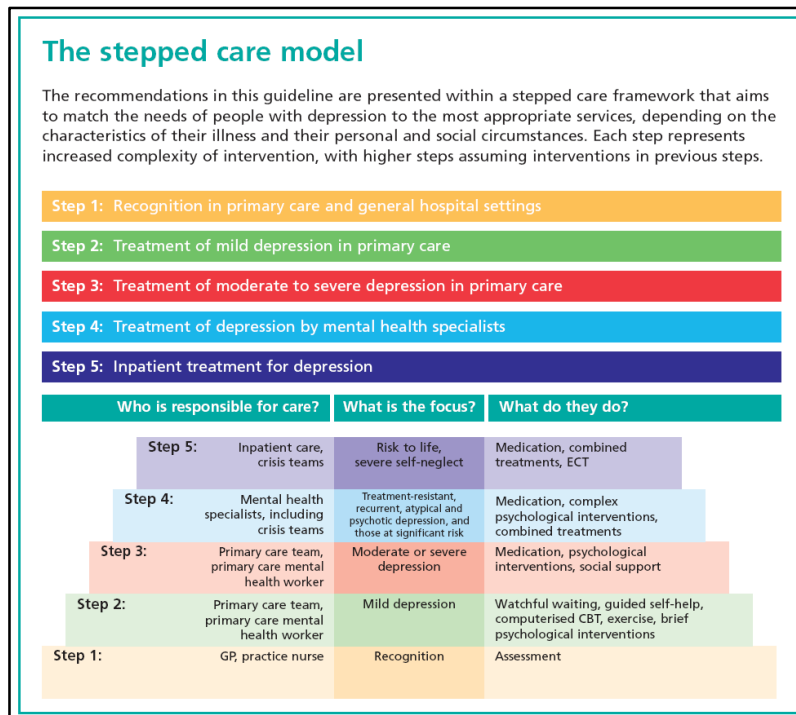 The stepped care model
The recommendations in this guideline are presented within a stepped care framework that aims
to match the needs of people with depression to the most appropriate services, depending on the
characteristics of their illness and their personal and social circumstances. Each step represents
increased complexity of intervention, with higher steps assuming interventions in previous steps.
Step 1: Recognition in primary care and general hospital settings
Step 2: Treatment of mild depression in primary care
Step 3: Treatment of moderate to severe depression in primary care
Step 4: Treatment of depression by mental health specialists
Step 5: Inpatient treatment for depression
Who is responsible for care? What is the focus? What do they do?
Step 5: Inpatient care, Risk to life, Medication, combined
crisis teams severe self-neglect treatments, ECT
Step 4: Mental health Treatment-resistant, Medication, complex
specialists, including recurrent, atypical and psychological interventions,
crisis teams psychotic depression, and combined treatments
those at significant risk
Step 3: Primary care team, Moderate or severe Medication, psychological
primary care mental depression interventions, social support
health worker
Step 2: Primary care team, Mild depression Watchful waiting, guided self-help,
primary care mental computerised CBT, exercise, brief
health worker psychological interventions
Step 1: GP, practice nurse Recognition Assessment